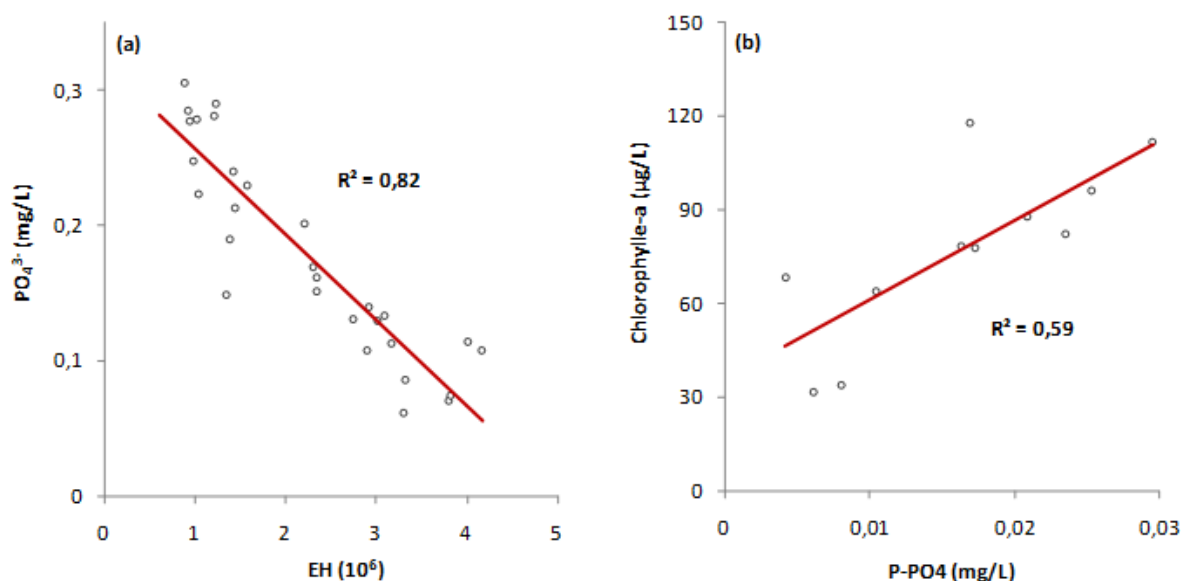 (a)
PO₄³⁻ (mg/L)
0,3
0,2
0,1
0
R² = 0,82
0 1 2 3 4 5
EH (10⁶)
(b)
Chlorophylle-a (µg/L)
150
120
90
60
30
0
R² = 0,59
0 0,01 0,02 0,03
P-PO4 (mg/L)